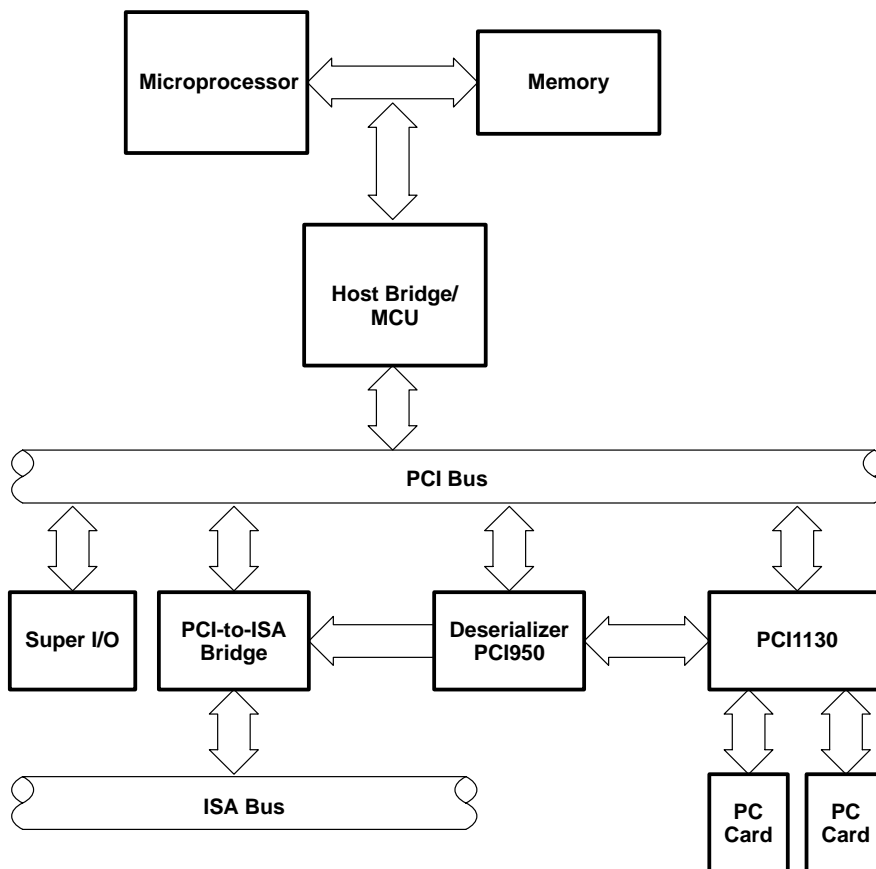 Microprocessor
Memory
Host Bridge/
MCU
PCI Bus
Super I/O
PCI-to-ISA
Bridge
Deserializer
PCI950
PCI1130
ISA Bus
PC
Card
PC
Card